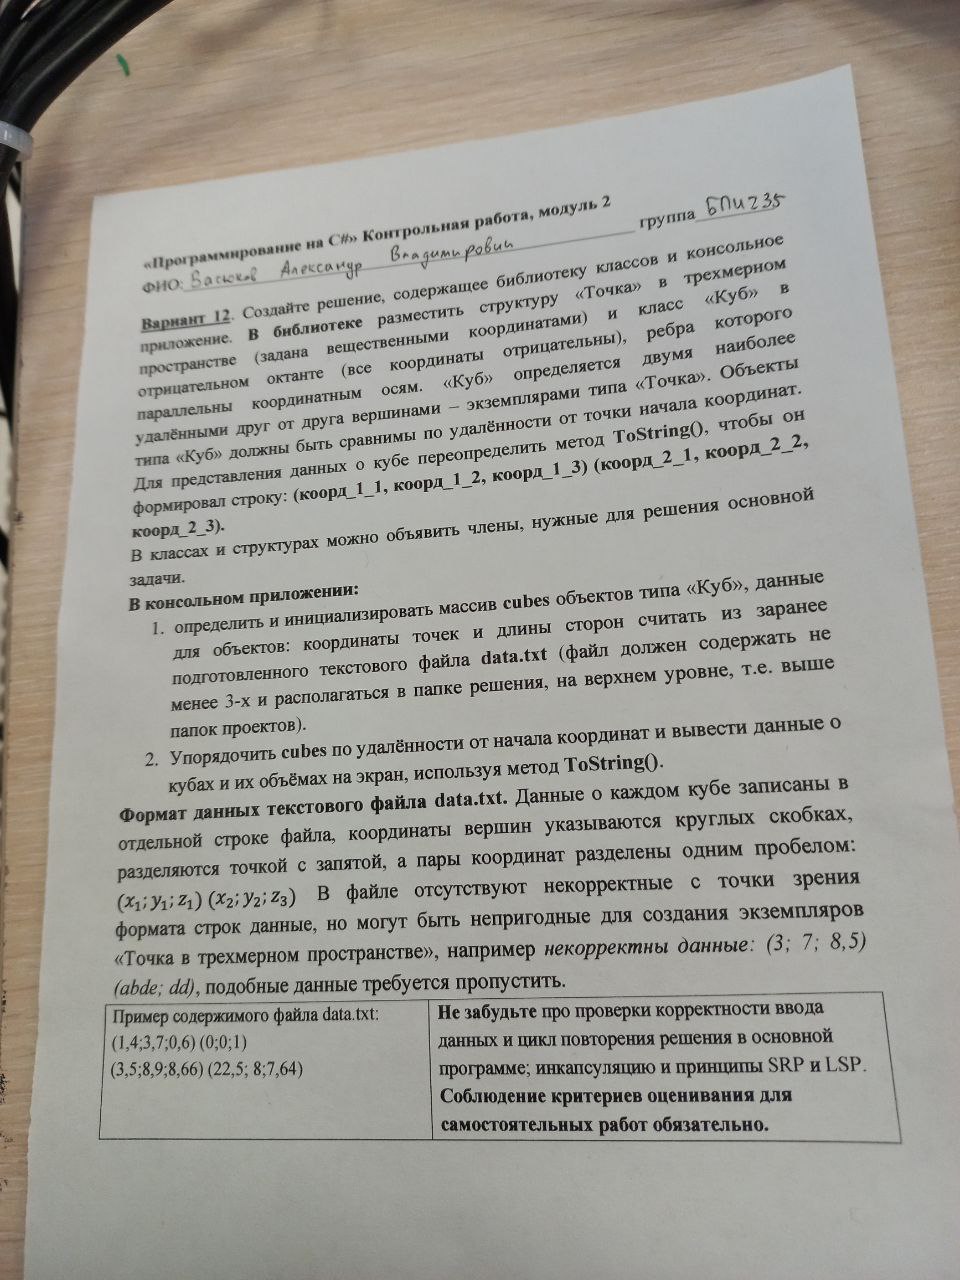 «Программирование на C#» Контрольная работа, модуль 2
ФИО: Васюков Александр Владимирович группа БПИ235
Вариант 12. Создайте решение, содержащее библиотеку классов и консольное
приложение. В библиотеке разместить структуру «Точка» в трехмерном
пространстве (задана вещественными координатами) и класс «Куб» в
отрицательном октанте (все координаты отрицательны), ребра которого
параллельны координатным осям. «Куб» определяется двумя наиболее
удалёнными друг от друга вершинами – экземплярами типа «Точка». Объекты
типа «Куб» должны быть сравнимы по удалённости от точки начала координат.
Для представления данных о кубе переопределить метод ToString(), чтобы он
формировал строку: (коорд_1_1, коорд_1_2, коорд_1_3) (коорд_2_1, коорд_2_2,
коорд_2_3).
В классах и структурах можно объявить члены, нужные для решения основной
задачи.
В консольном приложении:
1. определить и инициализировать массив cubes объектов типа «Куб», данные
для объектов: координаты точек и длины сторон считать из заранее
подготовленного текстового файла data.txt (файл должен содержать не
менее 3-х и располагаться в папке решения, на верхнем уровне, т.е. выше
папок проектов).
2. Упорядочить cubes по удалённости от начала координат и вывести данные о
кубах и их объёмах на экран, используя метод ToString().
Формат данных текстового файла data.txt. Данные о каждом кубе записаны в
отдельной строке файла, координаты вершин указываются круглых скобках,
разделяются точкой с запятой, а пары координат разделены одним пробелом:
(x₁; y₁; z₁) (x₂; y₂; z₃) В файле отсутствуют некорректные с точки зрения
формата строк данные, но могут быть непригодные для создания экземпляров
«Точка в трехмерном пространстве», например некорректны данные: (3; 7; 8,5)
(abde; dd), подобные данные требуется пропустить.
Пример содержимого файла data.txt:
(1,4;3,7;0,6) (0;0;1)
(3,5;8,9;8,66) (22,5; 8;7,64)
Не забудьте про проверки корректности ввода
данных и цикл повторения решения в основной
программе; инкапсуляцию и принципы SRP и LSP.
Соблюдение критериев оценивания для
самостоятельных работ обязательно.